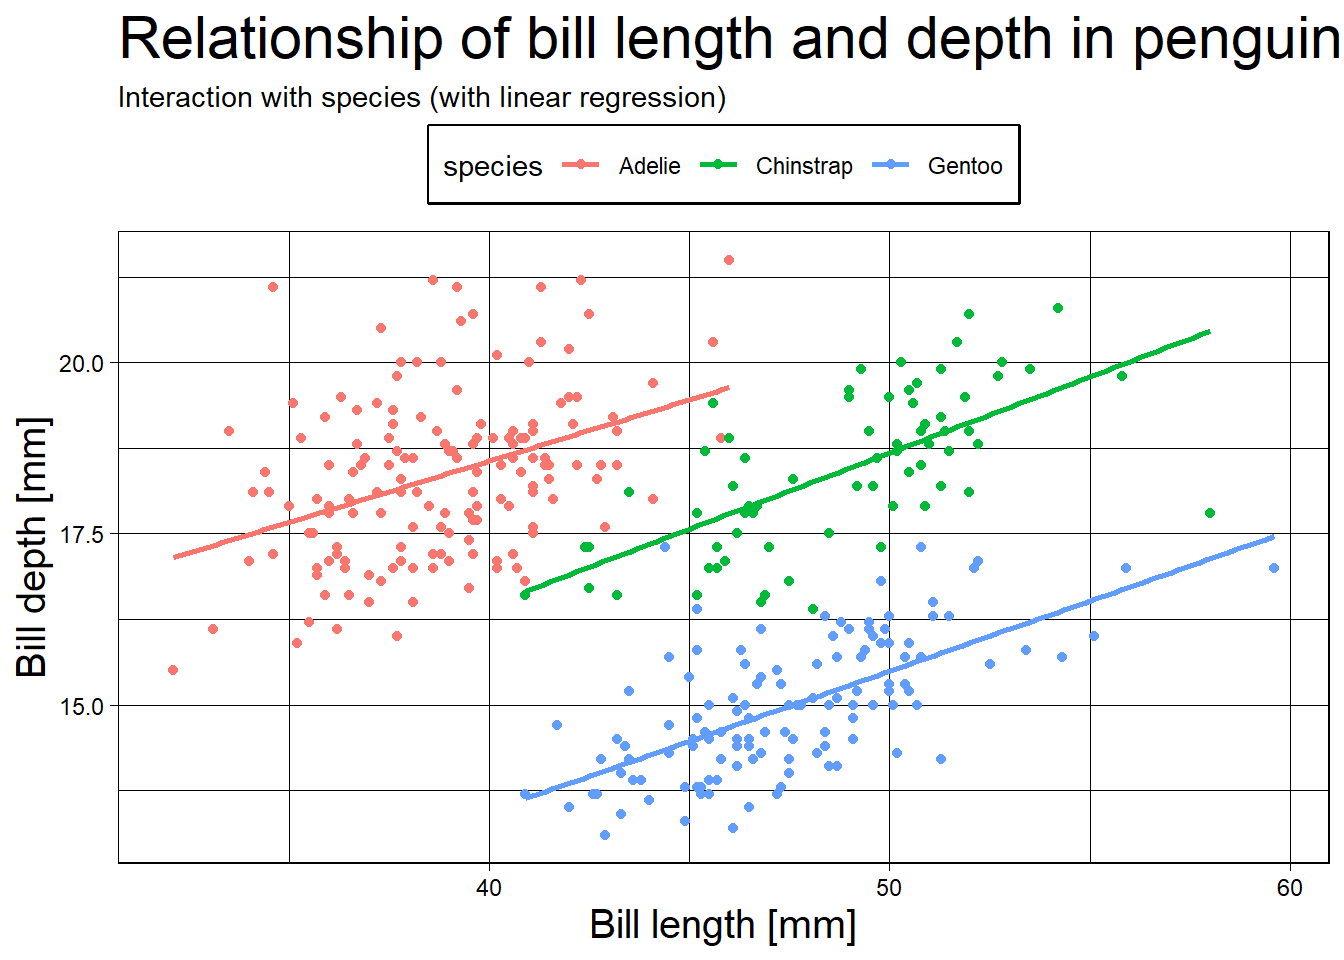 Relationship of bill length and depth in penguin
Interaction with species (with linear regression)
species Adelie Chinstrap Gentoo
20.0
17.5
15.0
Bill depth [mm]
40 50 60
Bill length [mm]